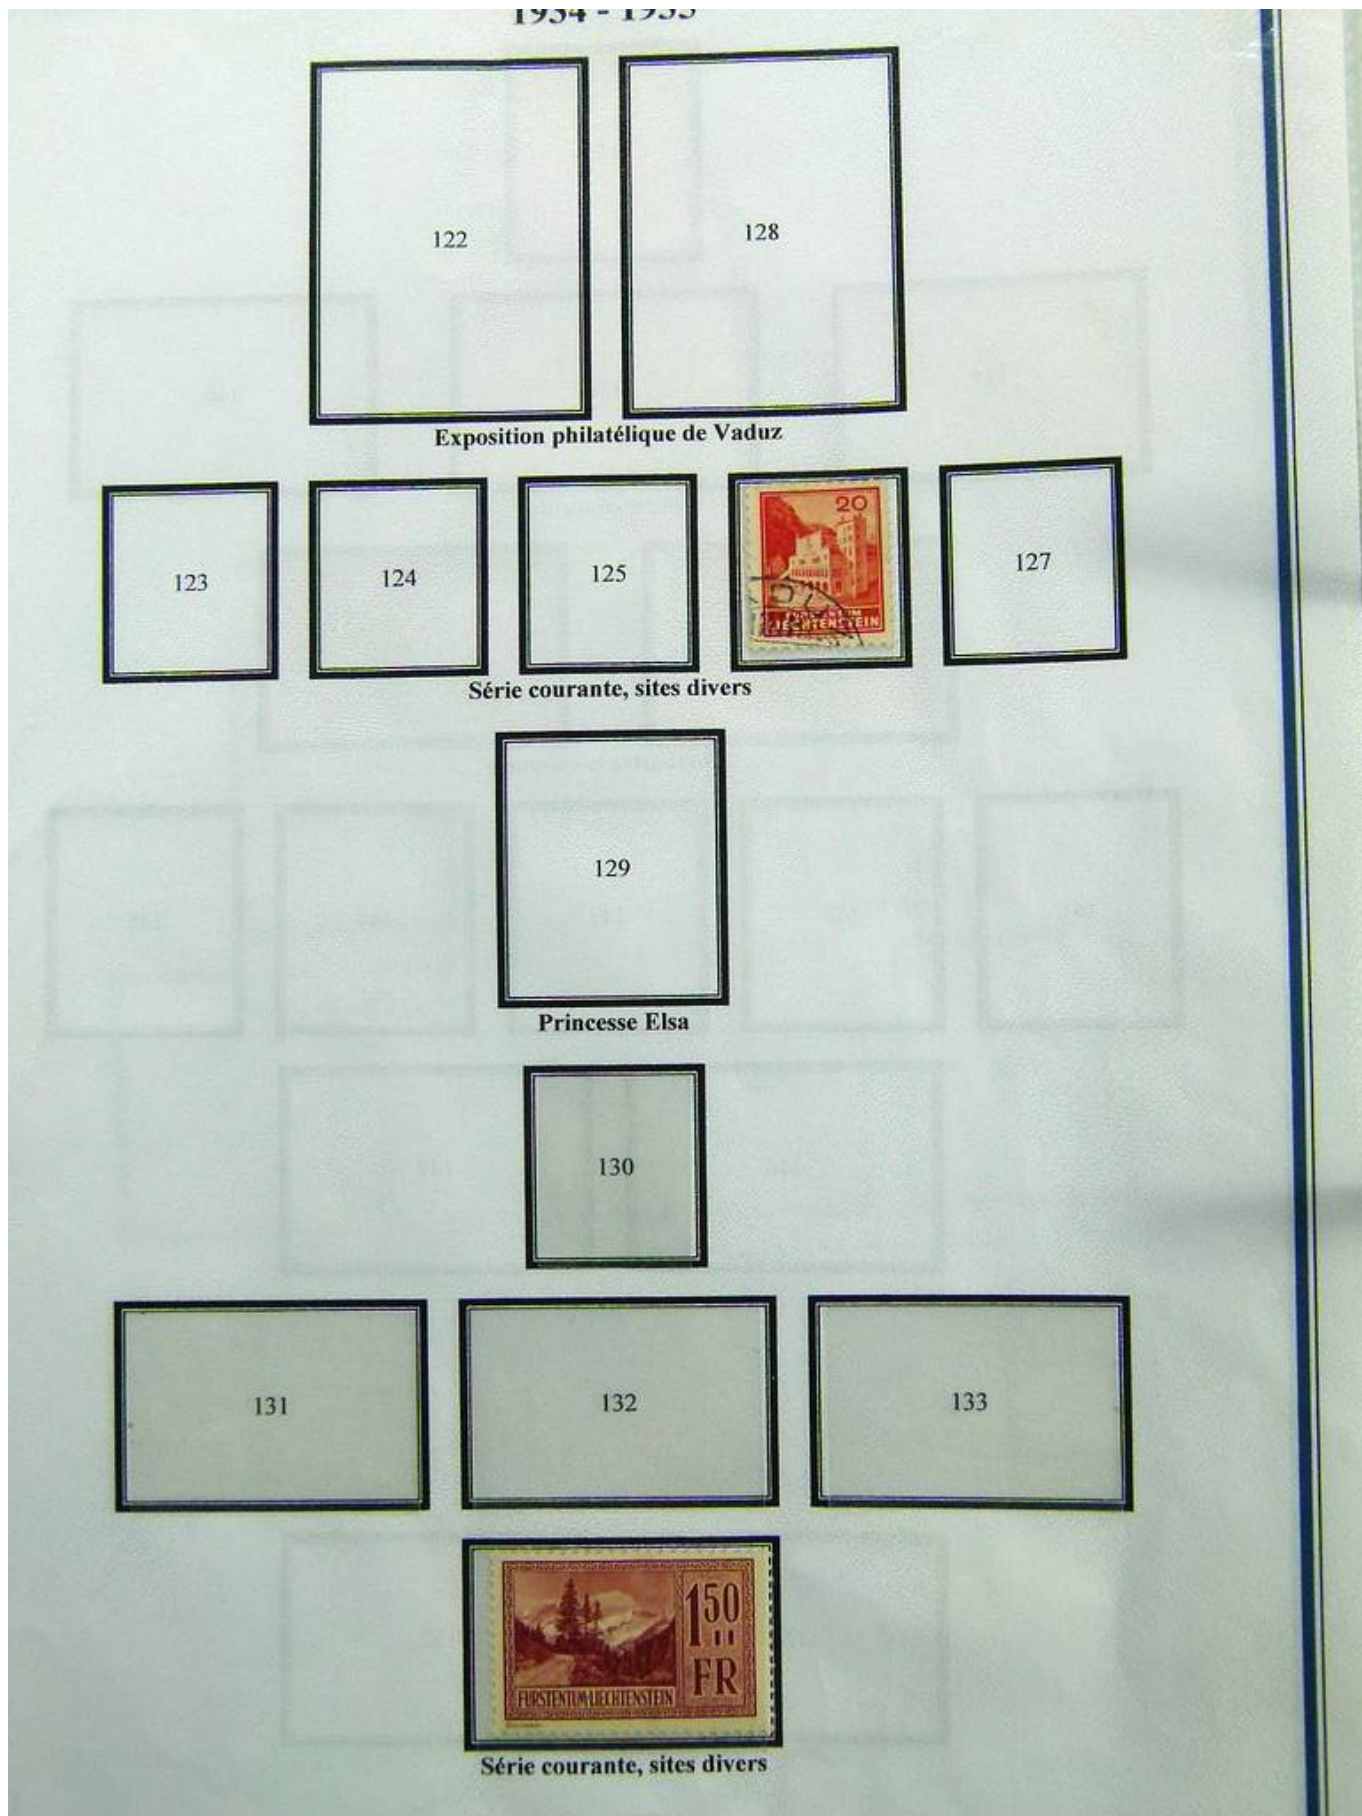 1934 - 1935
122
128
Exposition philatélique de Vaduz
123
124
125
20
LIECHTENSTEIN
127
Série courante, sites divers
129
Princesse Elsa
130
131
132
133
1.50
FR
FÜRSTENTUM·LIECHTENSTEIN
Série courante, sites divers